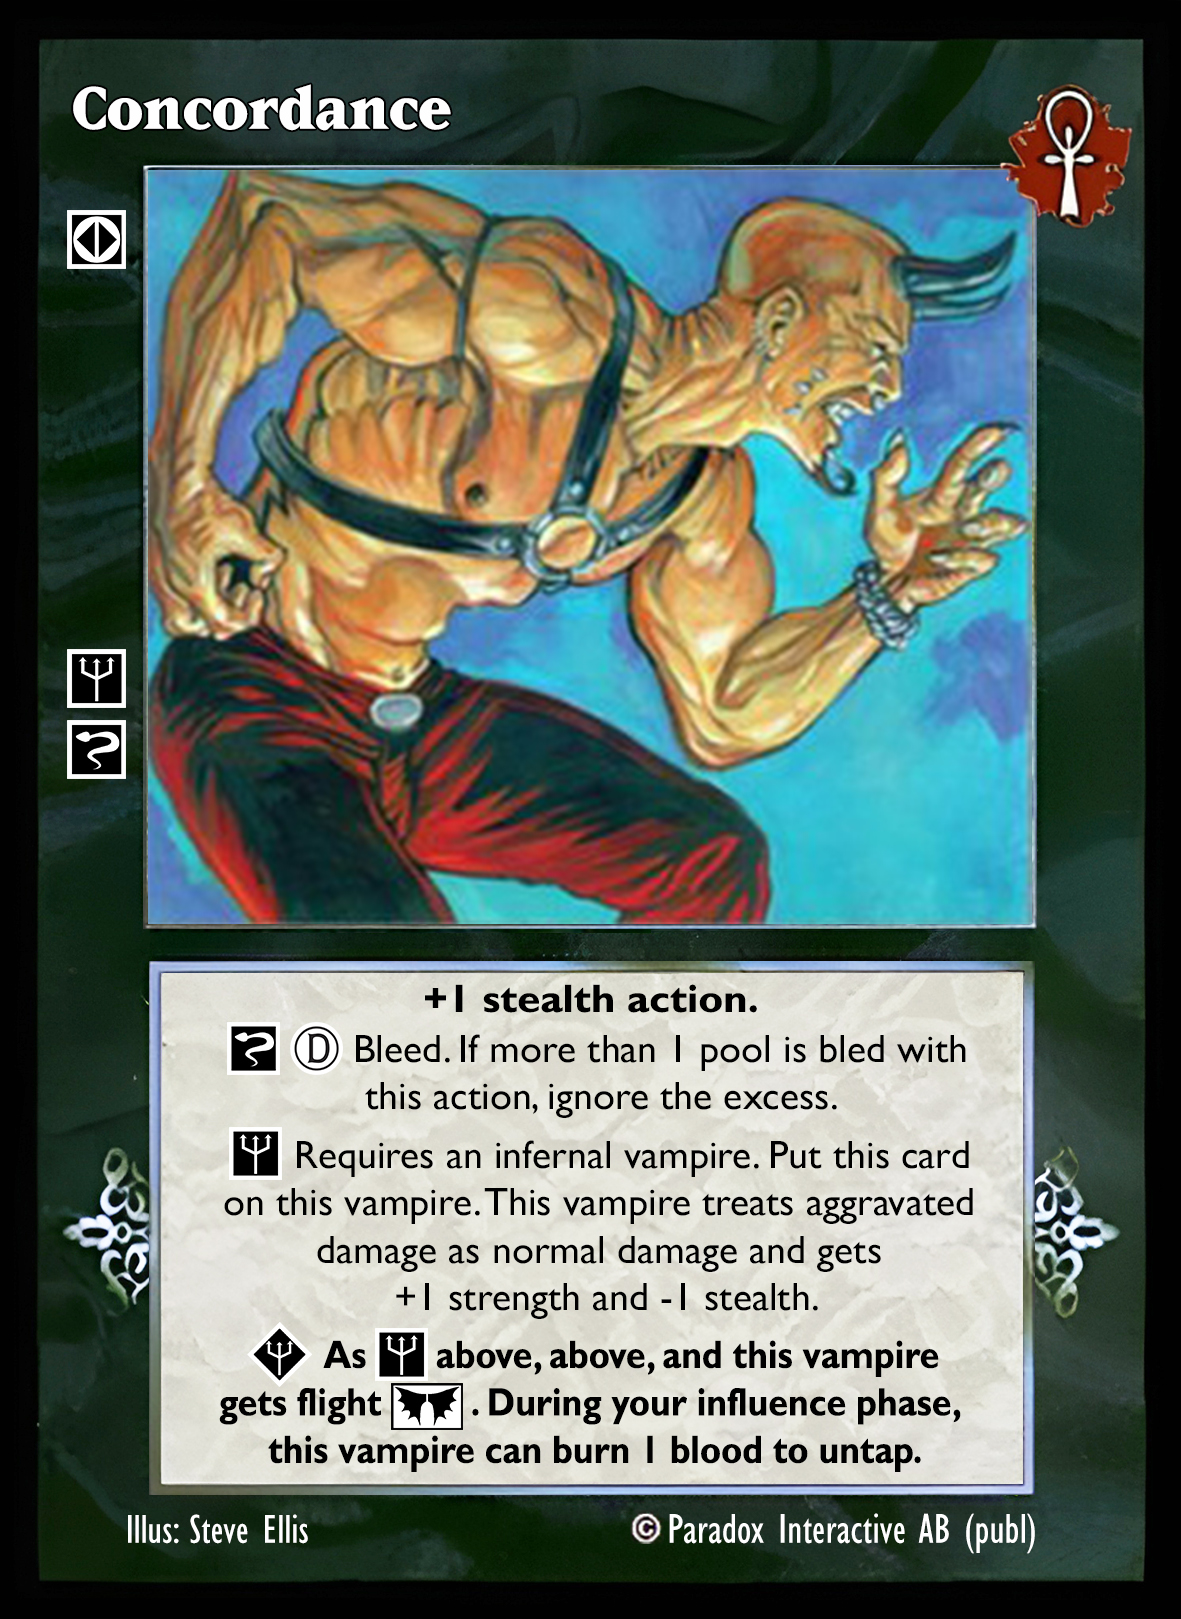 Concordance
+1 stealth action.
D Bleed. If more than 1 pool is bled with
this action, ignore the excess.
Requires an infernal vampire. Put this card
on this vampire. This vampire treats aggravated
damage as normal damage and gets
+1 strength and -1 stealth.
As above, above, and this vampire
gets flight . During your influence phase,
this vampire can burn 1 blood to untap.
Illus: Steve Ellis
© Paradox Interactive AB (publ)